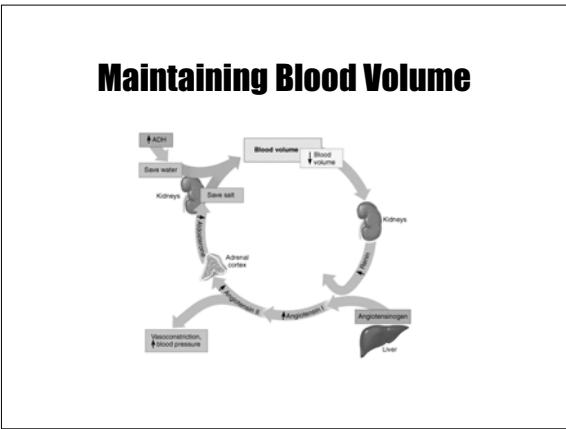 Maintaining Blood Volume
↑ADH
Save water
Blood volume
↓ Blood
volume
Kidneys
Save salt
Kidneys
↑Aldosterone
↑Renin
Adrenal
cortex
↑Angiotensin II
↑Angiotensin I
Angiotensinogen
Vasoconstriction,
↑blood pressure
Liver